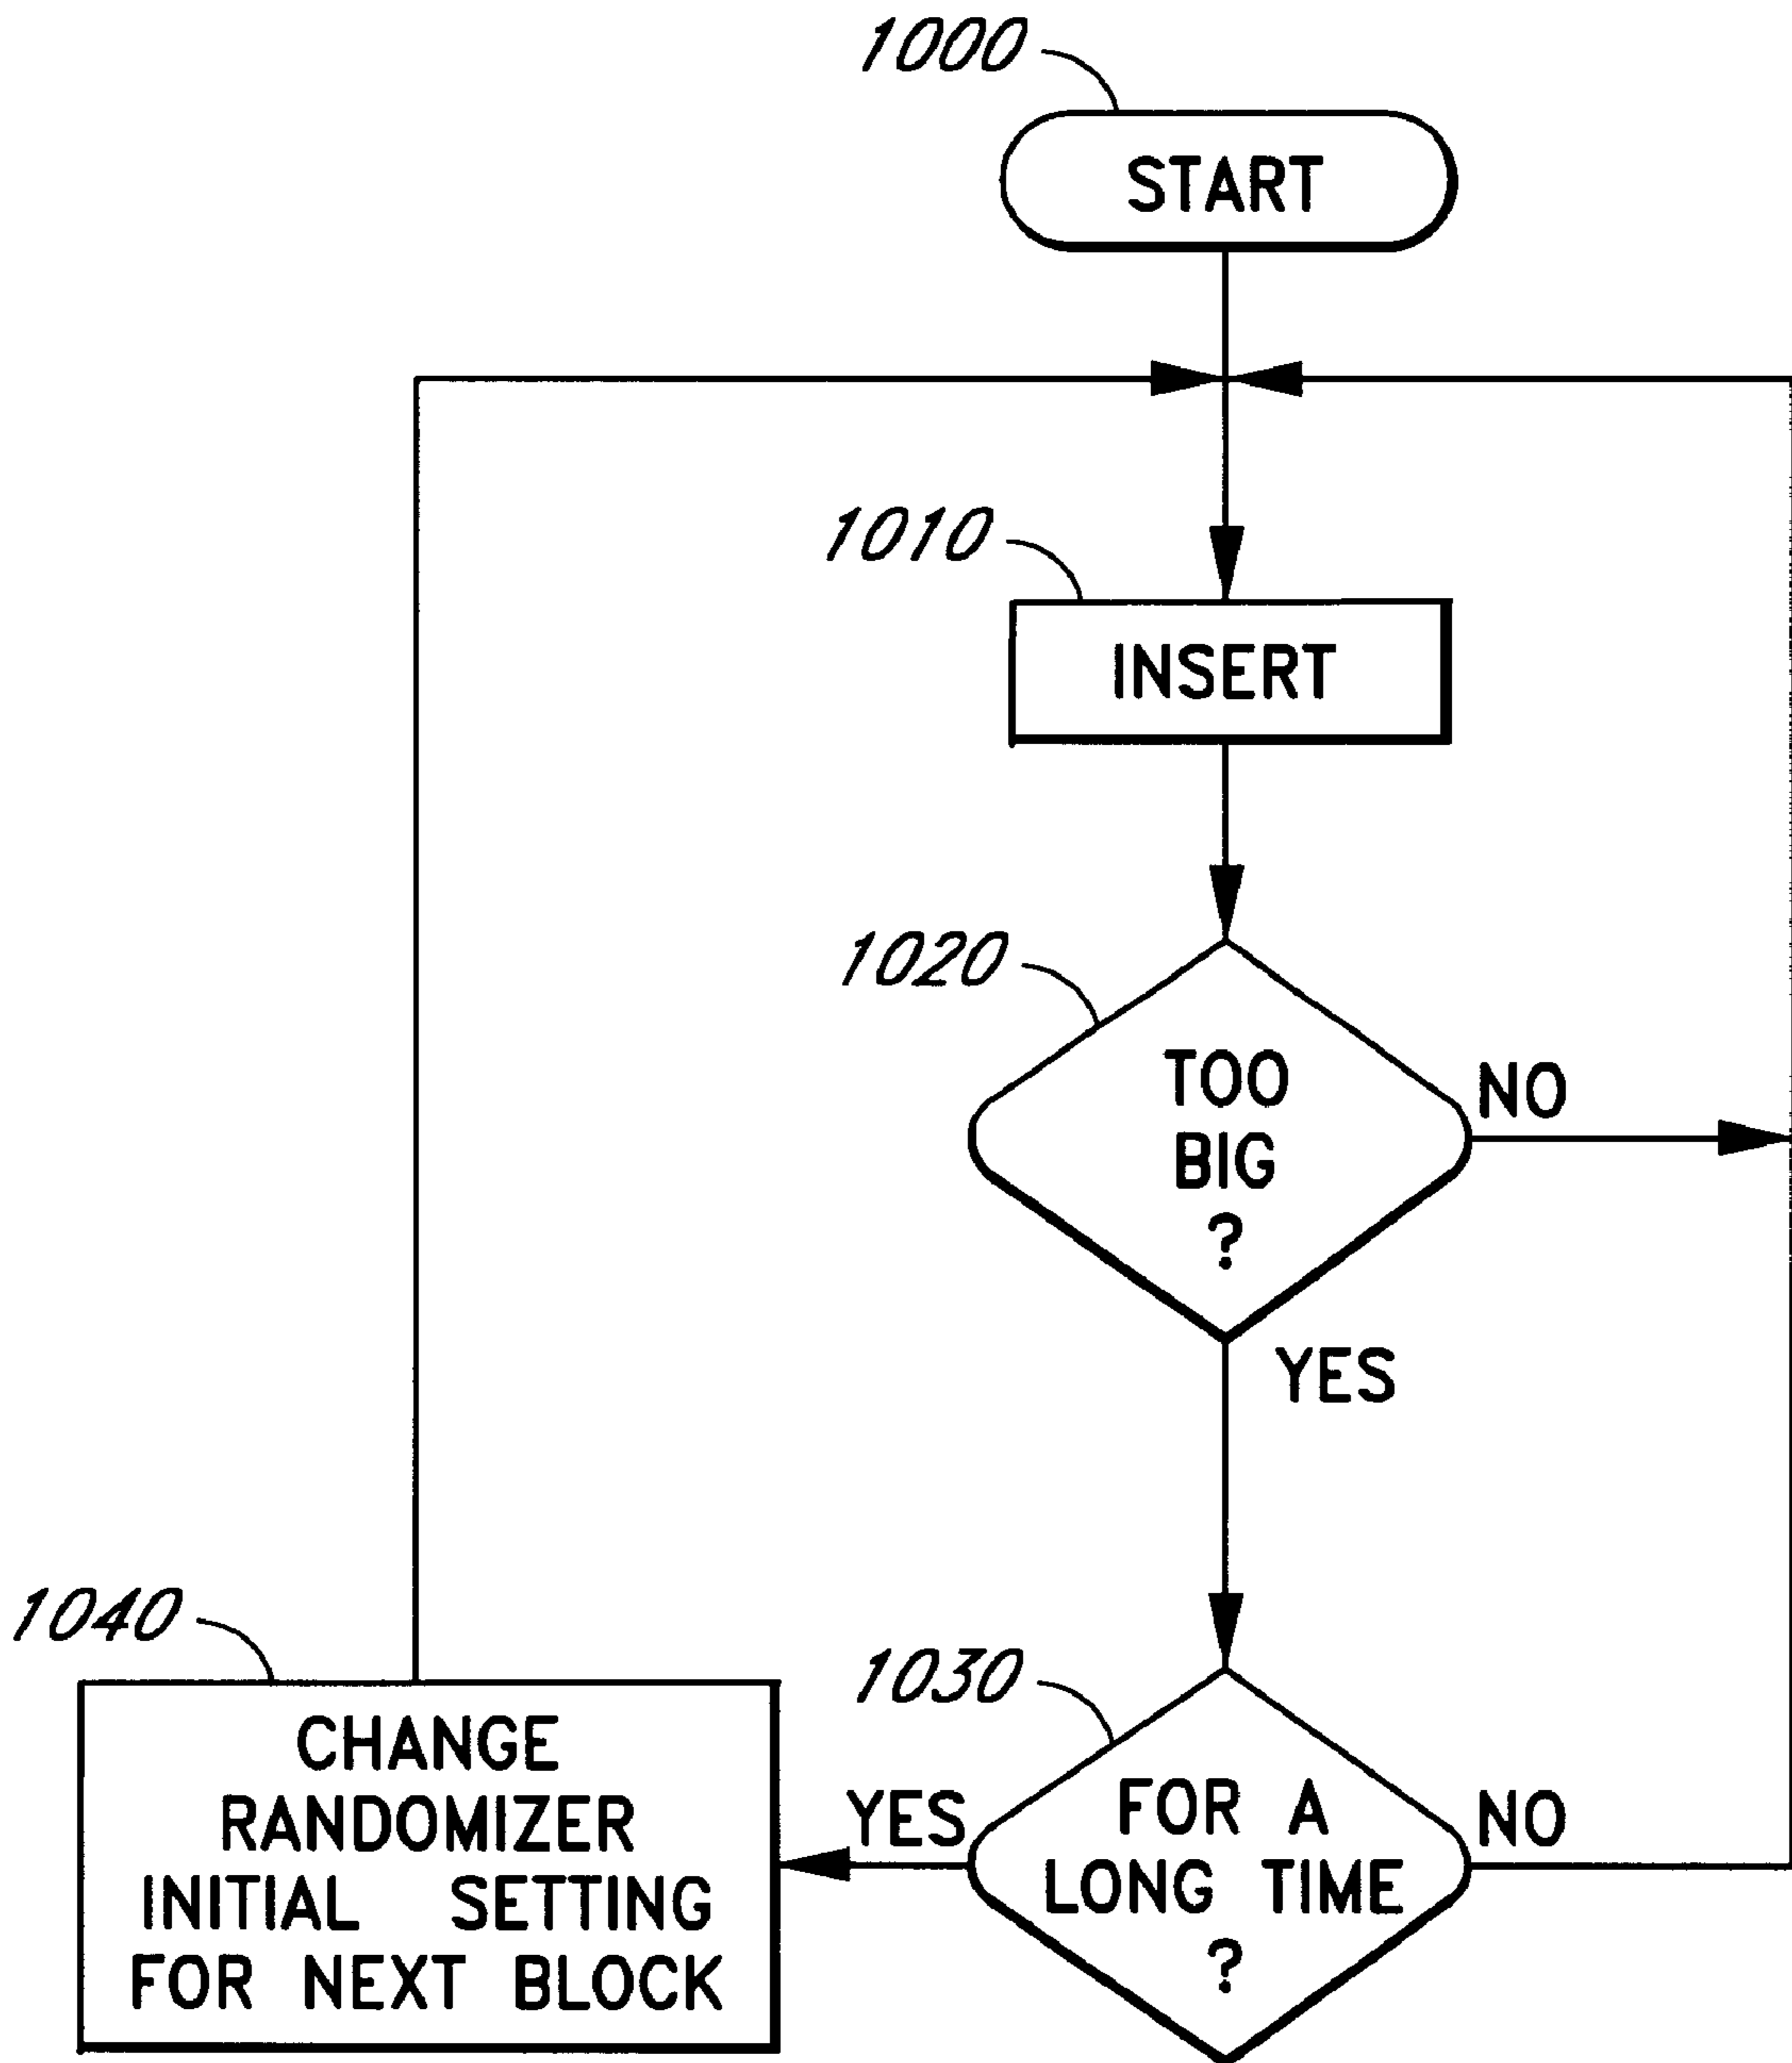 1000
START
1010
INSERT
1020
TOO
BIG
?
NO
YES
1030
FOR A
LONG TIME
?
NO
YES
1040
CHANGE
RANDOMIZER
INITIAL SETTING
FOR NEXT BLOCK